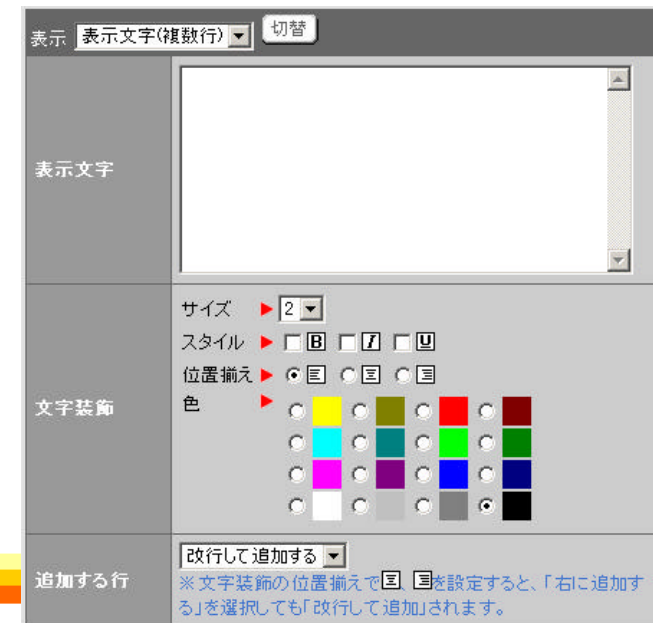 表示 表示文字(複数行) 切替
表示文字
サイズ 2
スタイル B I U
位置揃え
文字装飾
色
改行して追加する
追加する行
※文字装飾の位置揃えで、を設定すると、「右に追加す
る」を選択しても「改行して追加」されます。